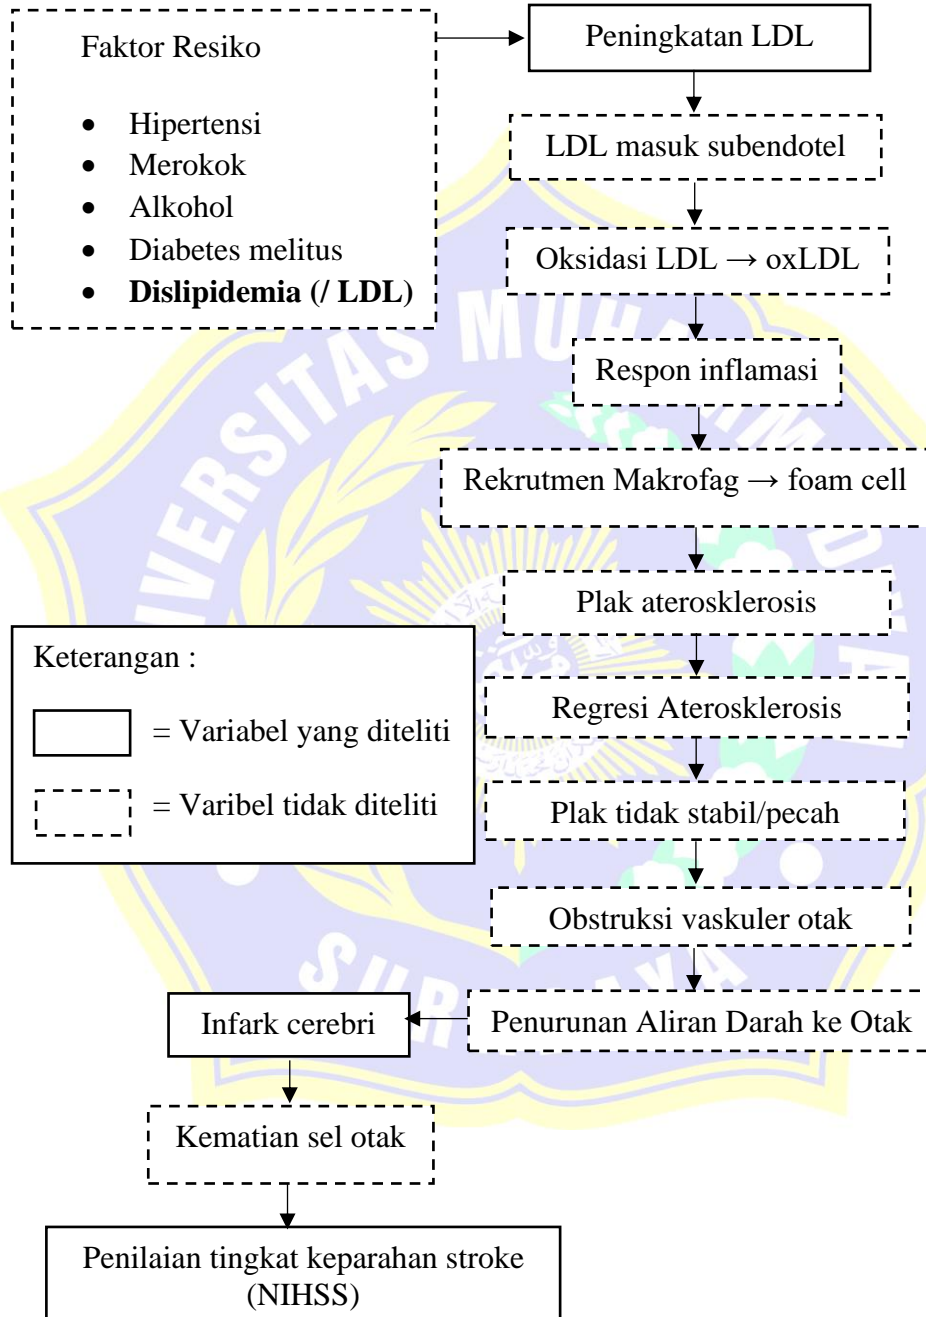 Faktor Resiko
• Hipertensi
• Merokok
• Alkohol
• Diabetes melitus
• Dislipidemia (/ LDL)
Peningkatan LDL
LDL masuk subendotel
Oksidasi LDL → oxLDL
Respon inflamasi
Rekrutmen Makrofag → foam cell
Plak aterosklerosis
Regresi Aterosklerosis
Plak tidak stabil/pecah
Obstruksi vaskuler otak
Penurunan Aliran Darah ke Otak
Infark cerebri
Kematian sel otak
Penilaian tingkat keparahan stroke
(NIHSS)
Keterangan :
= Variabel yang diteliti
= Varibel tidak diteliti